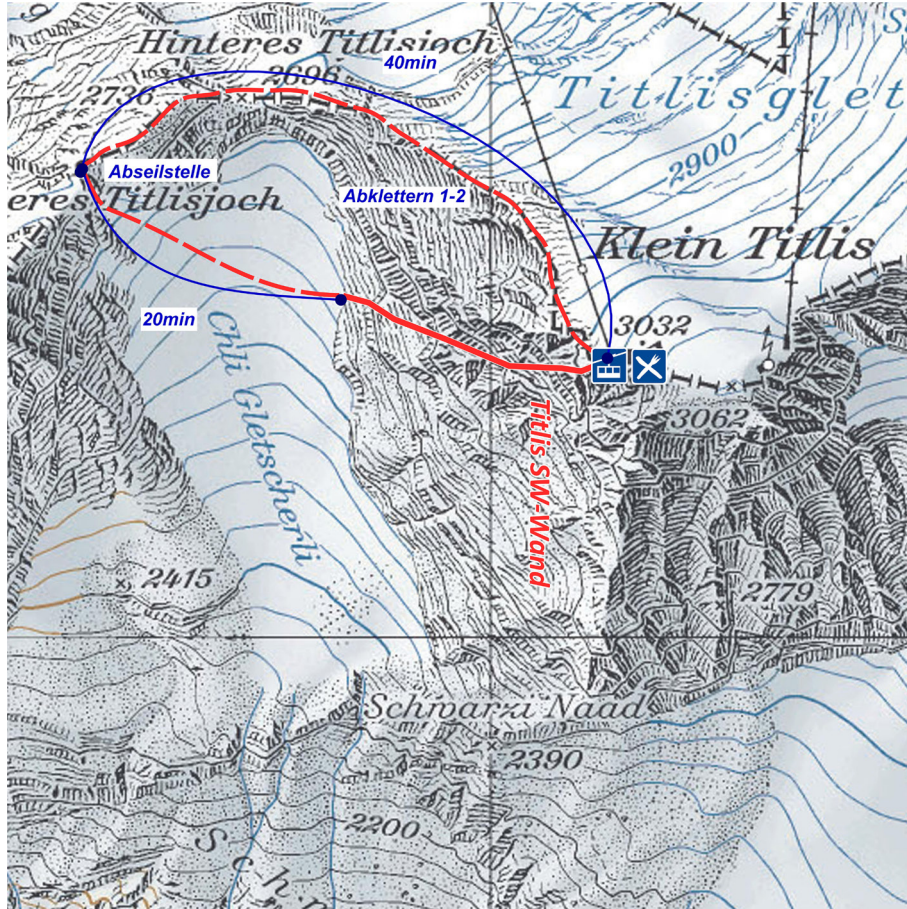 Hinteres Titlisjoch
40min
2736
2696
Titlisglet
2900
Abseilstelle
Abklettern 1-2
eres Titlisjoch
Klein Titlis
20min
3032
Chli Gletscherli
3062
Titlis SW-Wand
2415
2779
Schwarzi Naad
2390
2200